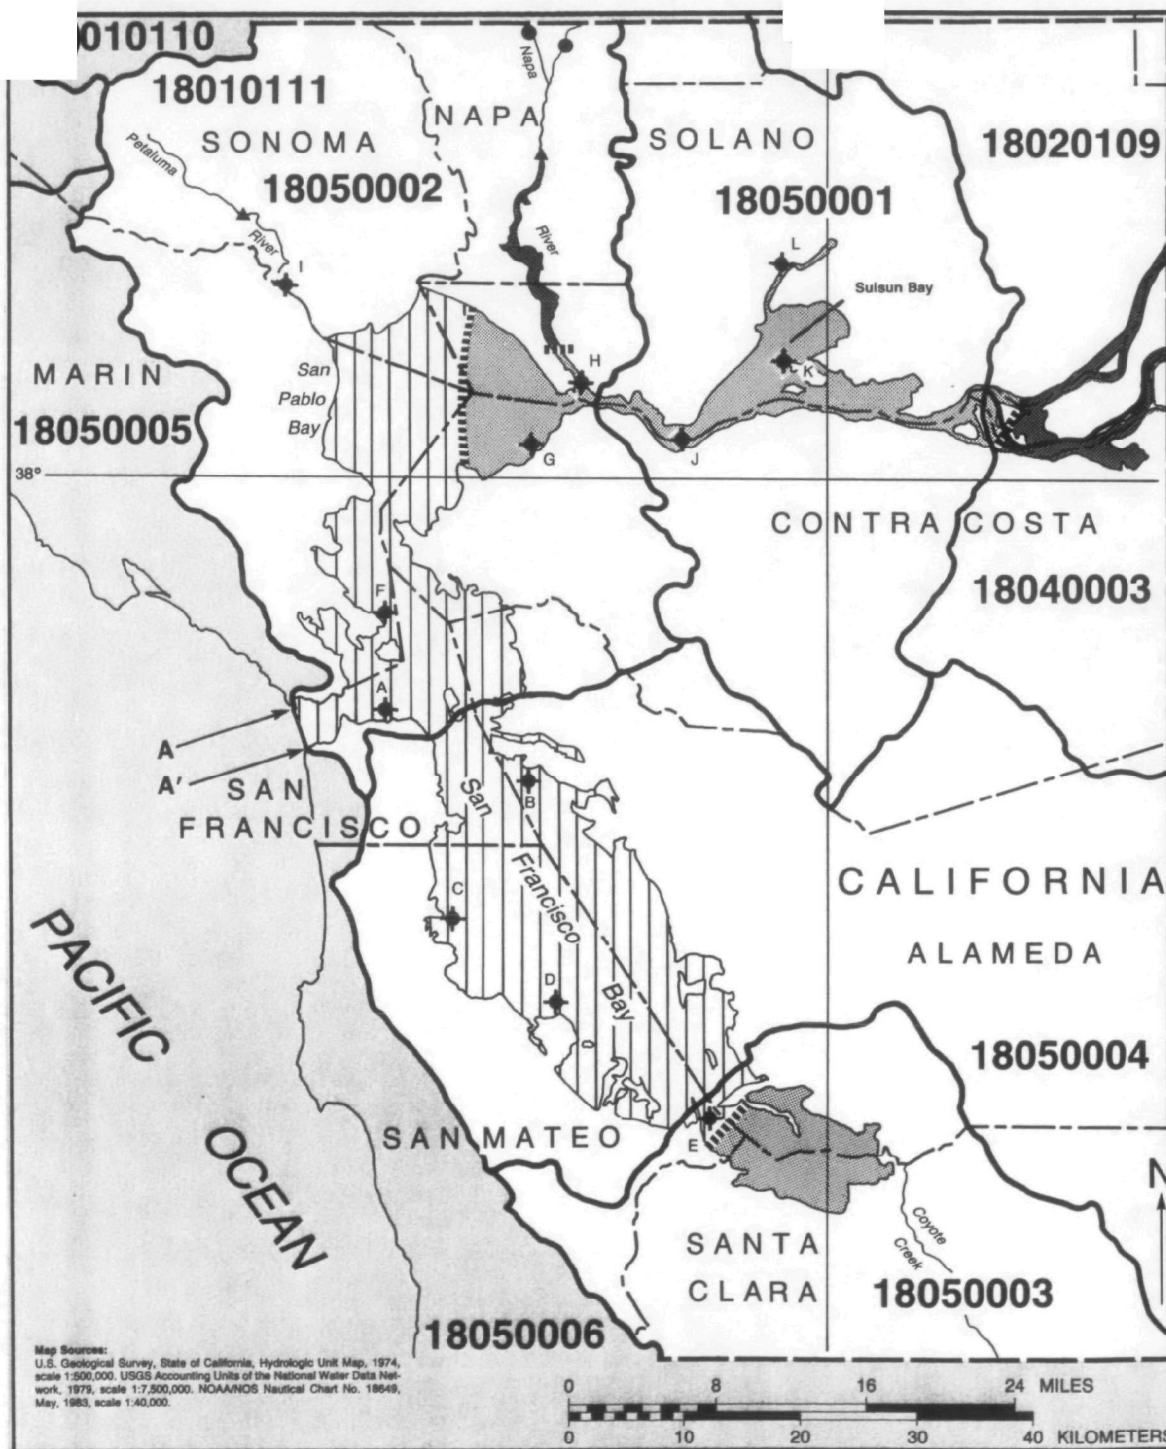 010110
18010111
SONOMA
18050002
NAPA
Napa
River
SOLANO
18050001
18020109
Petaluma
River
I
L
Suisun Bay
MARIN
18050005
San
Pablo
Bay
H
K
G
J
38°
CONTRA COSTA
18040003
F
A
A
A'
SAN
FRANCISCO
San
Francisco
Bay
B
C
D
E
CALIFORNIA
ALAMEDA
18050004
PACIFIC
OCEAN
SAN MATEO
N
SANTA
CLARA
Coyote
Creek
18050003
18050006
Map Sources:
U.S. Geological Survey, State of California, Hydrologic Unit Map, 1974,
scale 1:500,000. USGS Accounting Units of the National Water Data Net-
work, 1979, scale 1:7,500,000. NOAA/NOS Nautical Chart No. 18649,
May, 1983, scale 1:40,000.
0 8 16 24 MILES
0 10 20 30 40 KILOMETERS